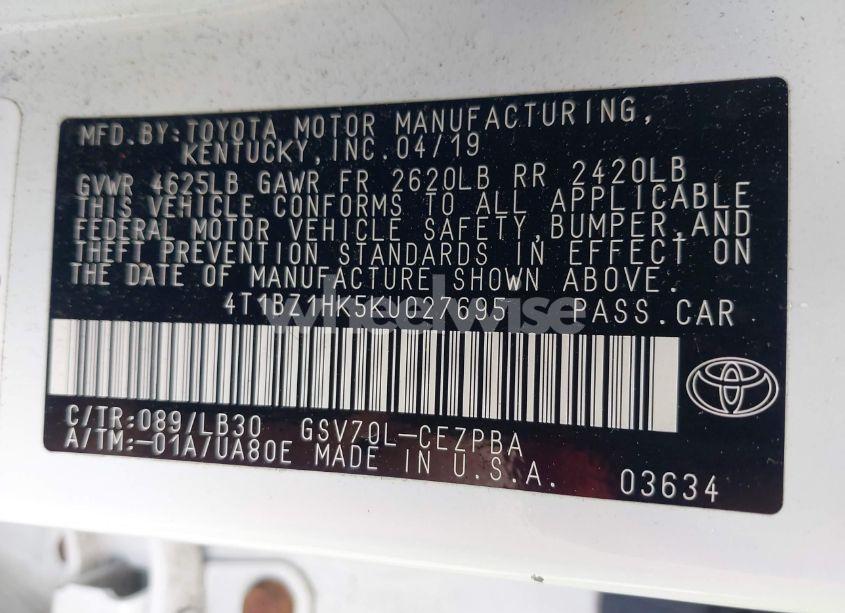 MFD.BY:TOYOTA MOTOR MANUFACTURING,
KENTUCKY,INC.04/19
GVWR 4625LB GAWR FR 2620LB RR 2420LB
THIS VEHICLE CONFORMS TO ALL APPLICABLE
FEDERAL MOTOR VEHICLE SAFETY,BUMPER,AND
THEFT PREVENTION STANDARDS IN EFFECT ON
THE DATE OF MANUFACTURE SHOWN ABOVE.
4T1BZ1HK5KU027695 PASS.CAR
wheelwise
C/TR:089/LB30 GSV70L-CEZPBA
A/TM:-01A/UA80E MADE IN U.S.A. 03634